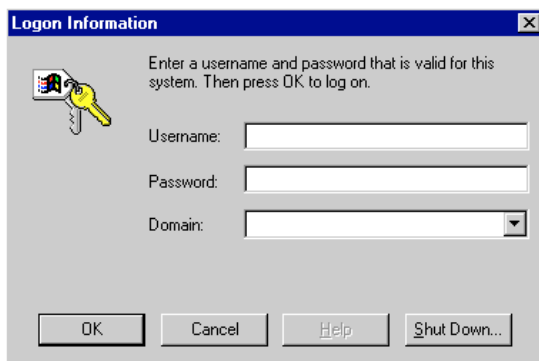 Logon Information
Enter a username and password that is valid for this
system. Then press OK to log on.
Username:
Password:
Domain:
OK Cancel Help Shut Down...